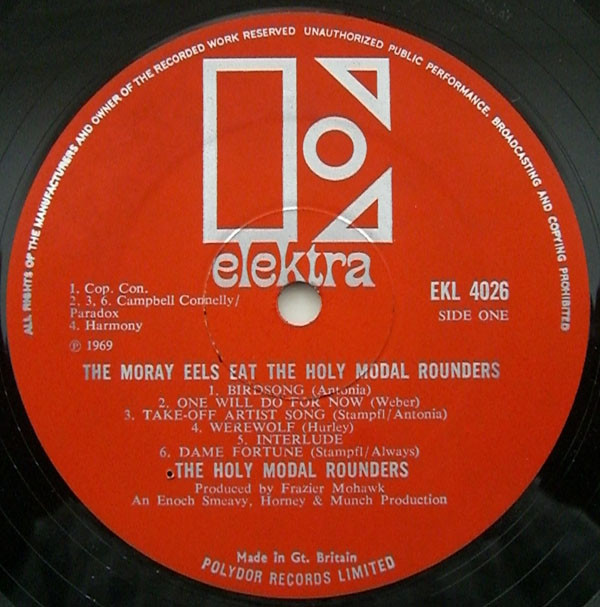 ALL RIGHTS OF THE MANUFACTURERS AND OWNER OF THE RECORDED WORK RESERVED UNAUTHORIZED PUBLIC PERFORMANCE, BROADCASTING AND COPYING PROHIBITED
elektra
1. Cop. Con.
2. 3, 6. Campbell Connelly/
Paradox
4. Harmony
℗ 1969
EKL 4026
SIDE ONE
THE MORAY EELS EAT THE HOLY MODAL ROUNDERS
1. BIRDSONG (Antonia)
2. ONE WILL DO FOR NOW (Weber)
3. TAKE-OFF ARTIST SONG (Stampfl/Antonia)
4. WEREWOLF (Hurley)
5. INTERLUDE
6. DAME FORTUNE (Stampfl/Always)
THE HOLY MODAL ROUNDERS
Produced by Frazier Mohawk
An Enoch Smeavy, Horney & Munch Production
Made in Gt. Britain
POLYDOR RECORDS LIMITED